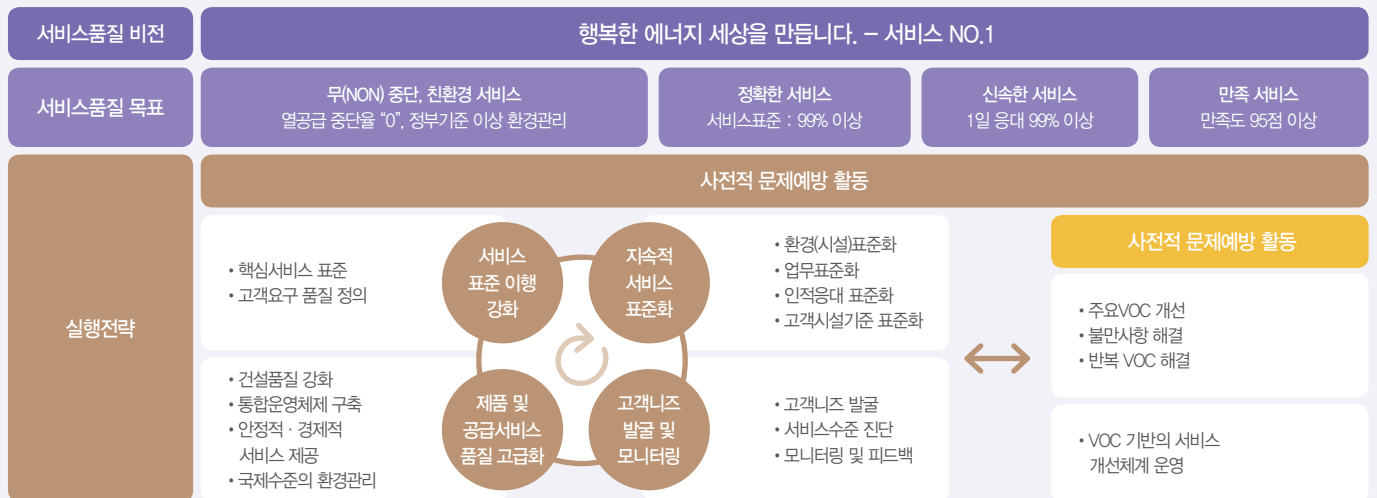 서비스품질 비전
행복한 에너지 세상을 만듭니다. – 서비스 NO.1
서비스품질 목표
무(NON) 중단, 친환경 서비스
열공급 중단율 “0”, 정부기준 이상 환경관리
정확한 서비스
서비스표준 : 99% 이상
신속한 서비스
1일 응대 99% 이상
만족 서비스
만족도 95점 이상
실행전략
사전적 문제예방 활동
• 핵심서비스 표준
• 고객요구 품질 정의
서비스
표준 이행
강화
지속적
서비스
표준화
• 환경(시설)표준화
• 업무표준화
• 인적응대 표준화
• 고객시설기준 표준화
• 건설품질 강화
• 통합운영체제 구축
• 안정적 · 경제적
서비스 제공
• 국제수준의 환경관리
제품 및
공급서비스
품질 고급화
고객니즈
발굴 및
모니터링
• 고객니즈 발굴
• 서비스수준 진단
• 모니터링 및 피드백
사전적 문제예방 활동
• 주요VOC 개선
• 불만사항 해결
• 반복 VOC 해결
• VOC 기반의 서비스
개선체계 운영